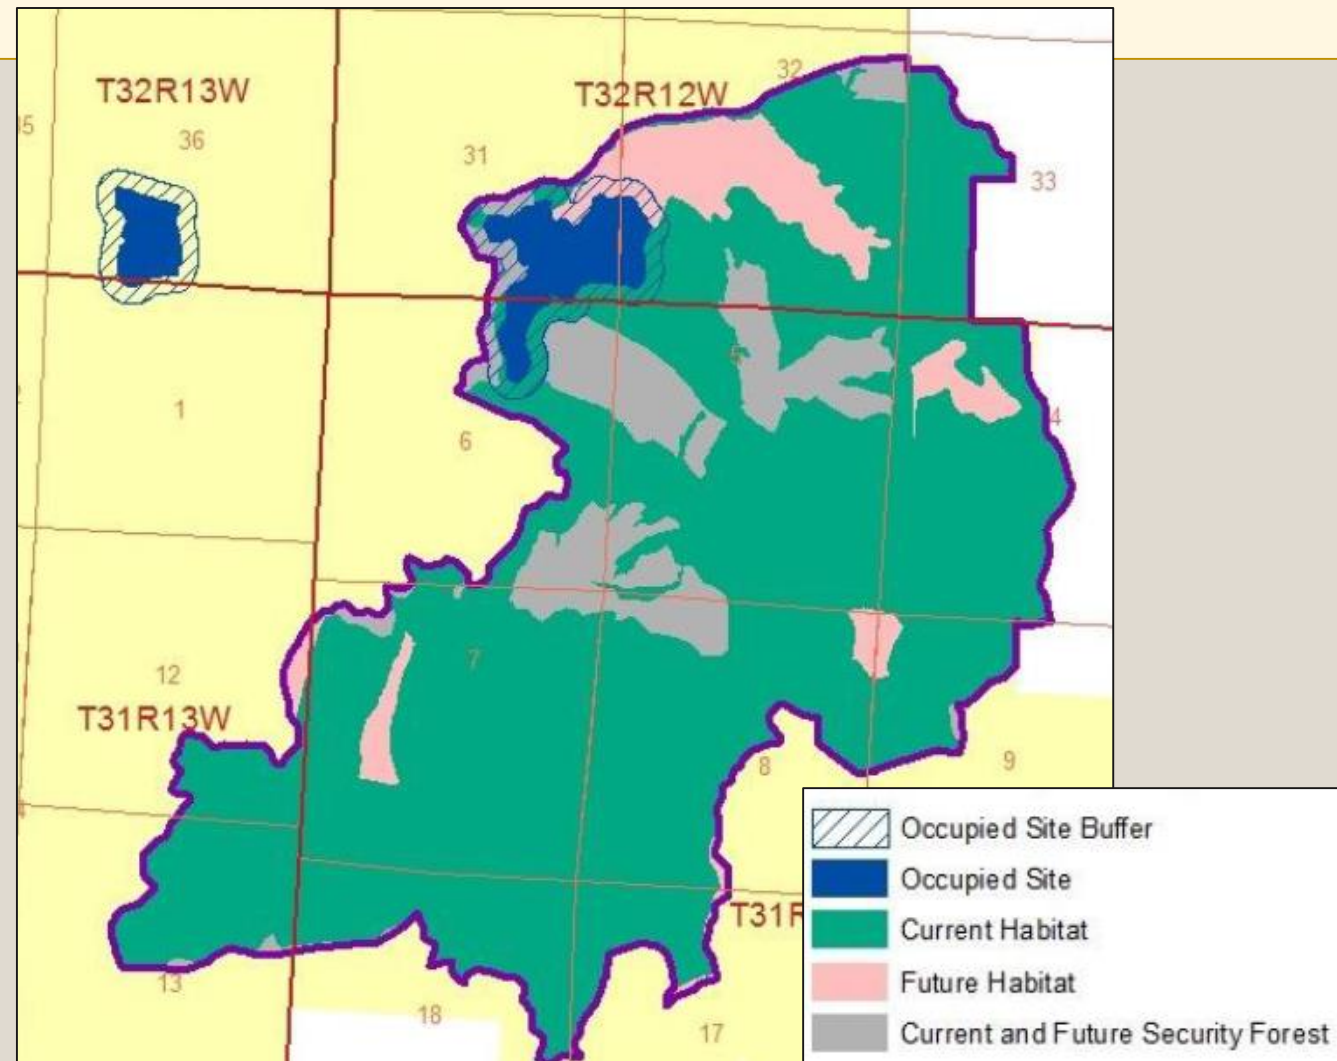 32
T32R13W
T32R12W
36
31
33
1
5
4
6
7
12
T31R13W
8
9
Occupied Site Buffer
Occupied Site
Current Habitat
Future Habitat
Current and Future Security Forest
T31R
13
18
17